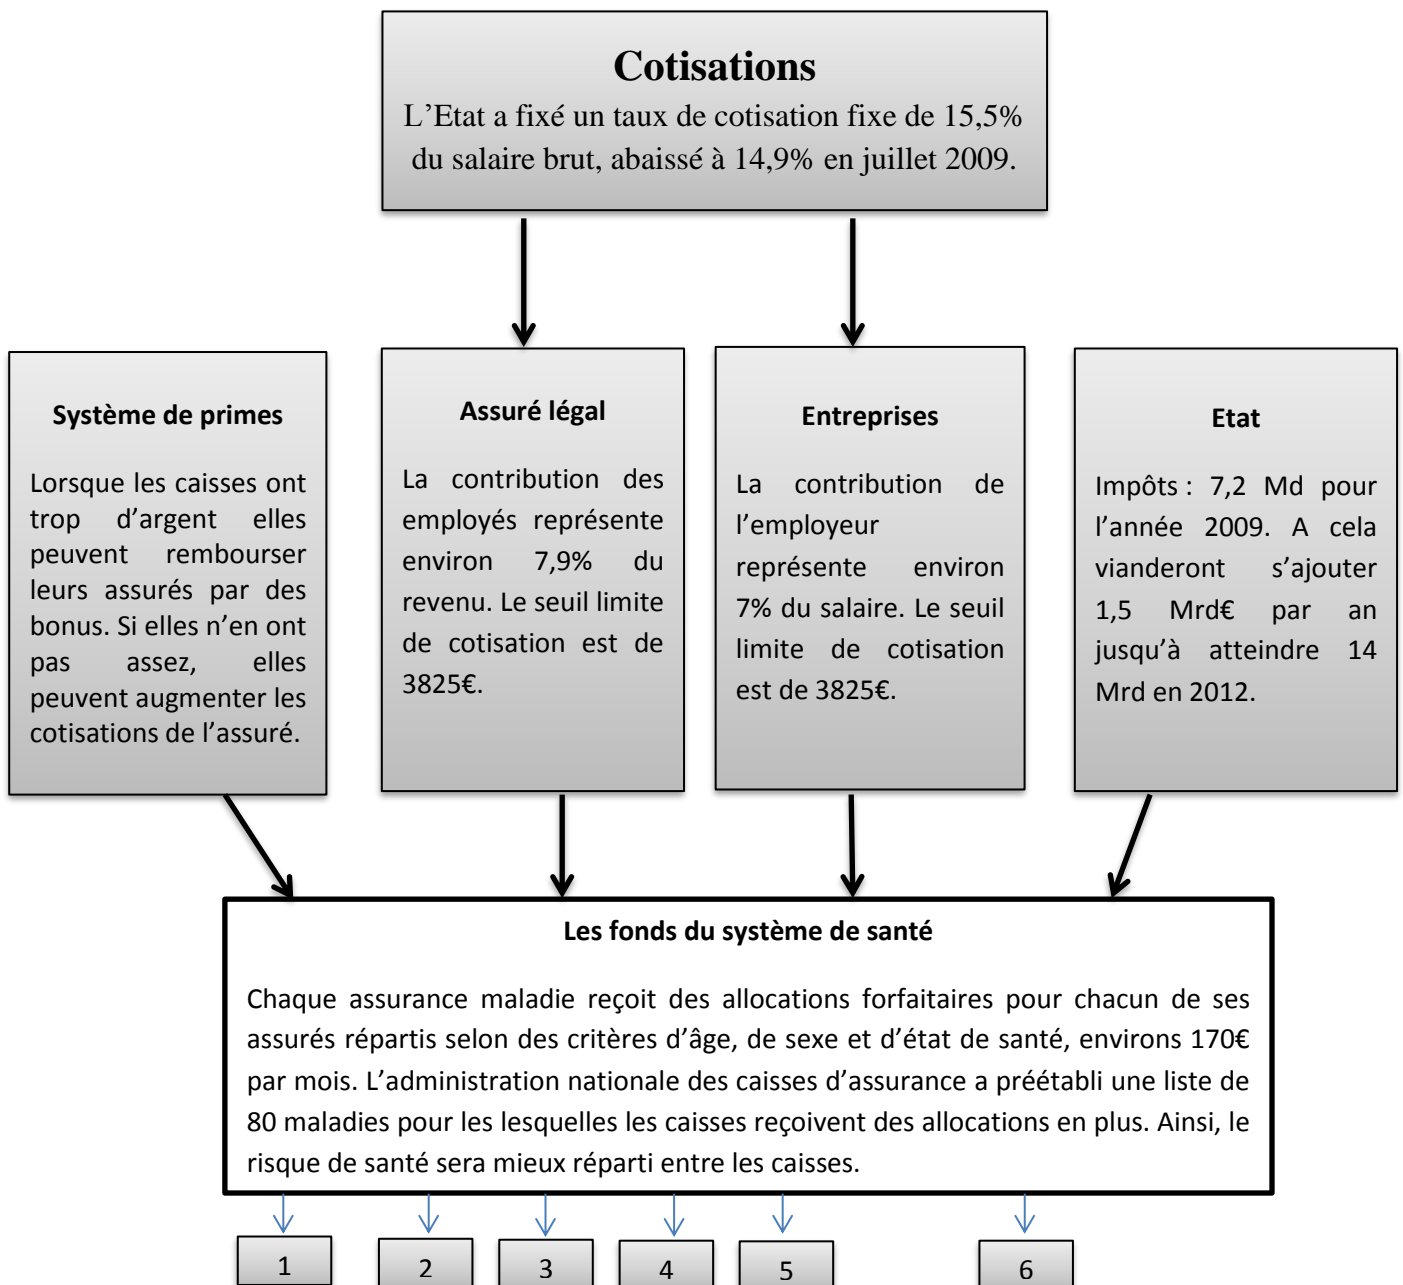 Cotisations
L’Etat a fixé un taux de cotisation fixe de 15,5%
du salaire brut, abaissé à 14,9% en juillet 2009.
Système de primes
Lorsque les caisses ont
trop d’argent elles
peuvent rembourser
leurs assurés par des
bonus. Si elles n’en ont
pas assez, elles
peuvent augmenter les
cotisations de l’assuré.
Assuré légal
La contribution des
employés représente
environ 7,9% du
revenu. Le seuil limite
de cotisation est de
3825€.
Entreprises
La contribution de
l’employeur
représente environ
7% du salaire. Le seuil
limite de cotisation
est de 3825€.
Etat
Impôts : 7,2 Md pour
l’année 2009. A cela
vianderont s’ajouter
1,5 Mrd€ par an
jusqu’à atteindre 14
Mrd en 2012.
Les fonds du système de santé
Chaque assurance maladie reçoit des allocations forfaitaires pour chacun de ses
assurés répartis selon des critères d’âge, de sexe et d’état de santé, environs 170€
par mois. L’administration nationale des caisses d’assurance a préétabli une liste de
80 maladies pour les lesquelles les caisses reçoivent des allocations en plus. Ainsi, le
risque de santé sera mieux réparti entre les caisses.
1
2
3
4
5
6